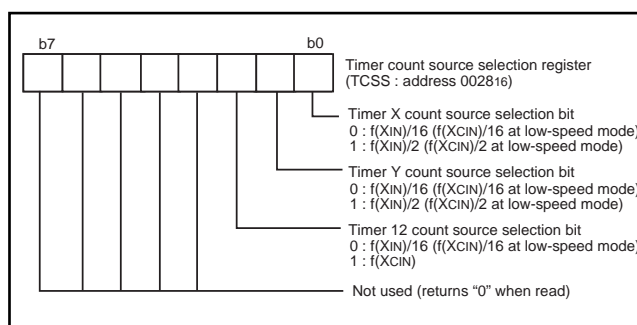 b7 b0
Timer count source selection register
(TCSS : address 002816)
Timer X count source selection bit
0 : f(XIN)/16 (f(XCIN)/16 at low-speed mode)
1 : f(XIN)/2 (f(XCIN)/2 at low-speed mode)
Timer Y count source selection bit
0 : f(XIN)/16 (f(XCIN)/16 at low-speed mode)
1 : f(XIN)/2 (f(XCIN)/2 at low-speed mode)
Timer 12 count source selection bit
0 : f(XIN)/16 (f(XCIN)/16 at low-speed mode)
1 : f(XCIN)
Not used (returns “0” when read)